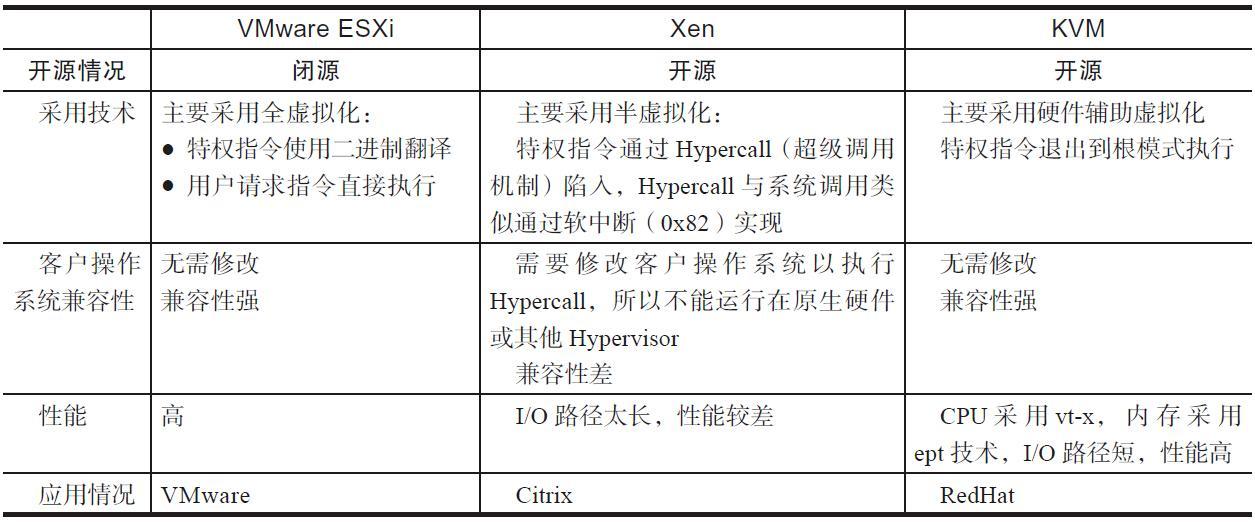 VMware ESXi Xen KVM
开源情况 闭源 开源 开源
采用技术
主要采用全虚拟化：
● 特权指令使用二进制翻译
● 用户请求指令直接执行
主要采用半虚拟化：
特权指令通过 Hypercall（超级调用
机制）陷入，Hypercall 与系统调用类
似通过软中断（0x82）实现
主要采用硬件辅助虚拟化
特权指令退出到根模式执行
客户操作
系统兼容性
无需修改
兼容性强
需要修改客户操作系统以执行
Hypercall，所以不能运行在原生硬件
或其他 Hypervisor
兼容性差
无需修改
兼容性强
性能
高
I/O 路径太长，性能较差
CPU 采用 vt-x，内存采用
ept 技术，I/O 路径短，性能高
应用情况 VMware Citrix RedHat